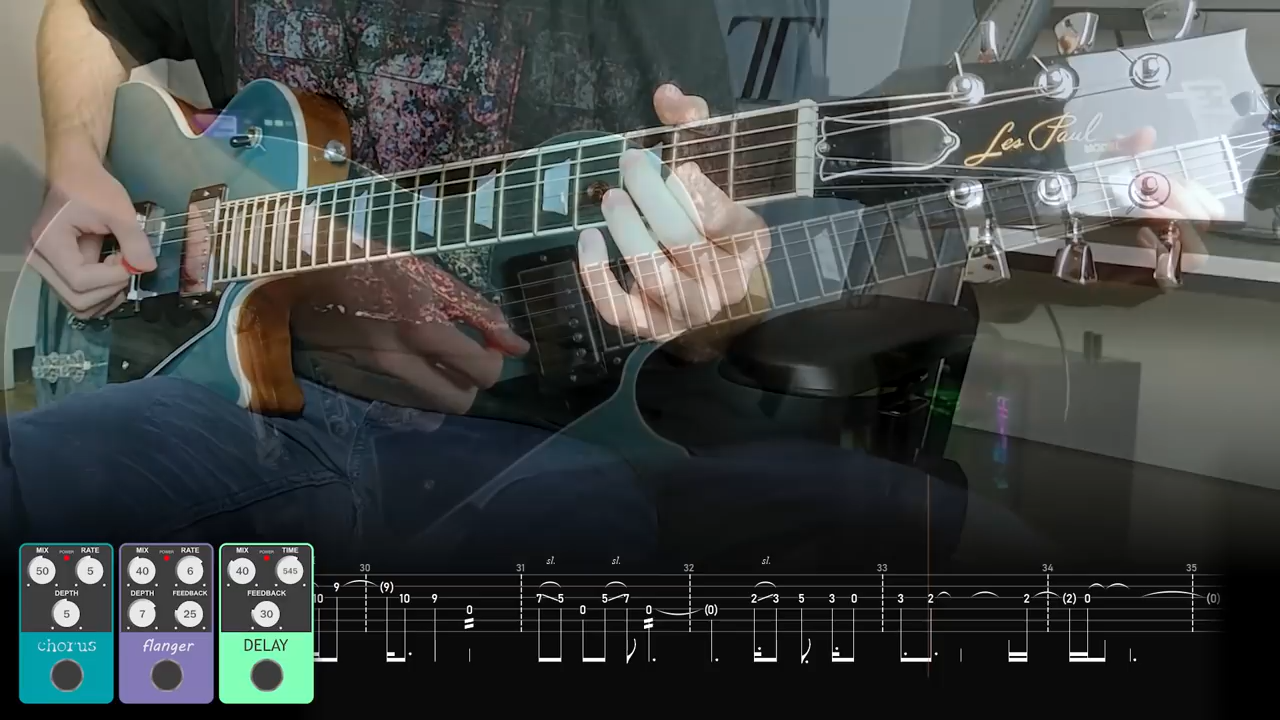 Les Paul
MODEL
MIX POWER RATE
50 5
DEPTH
5
chorus
MIX POWER RATE
40 6
DEPTH FEEDBACK
7 25
flanger
MIX POWER TIME
40 545
FEEDBACK
30
DELAY
sl. sl. sl.
30 31 32 33 34 35
9 (9)
10 10 9 7 5 5 7 2 3 5 3 0 3 2 2 (2) 0 (0)
0 0 0 (0)